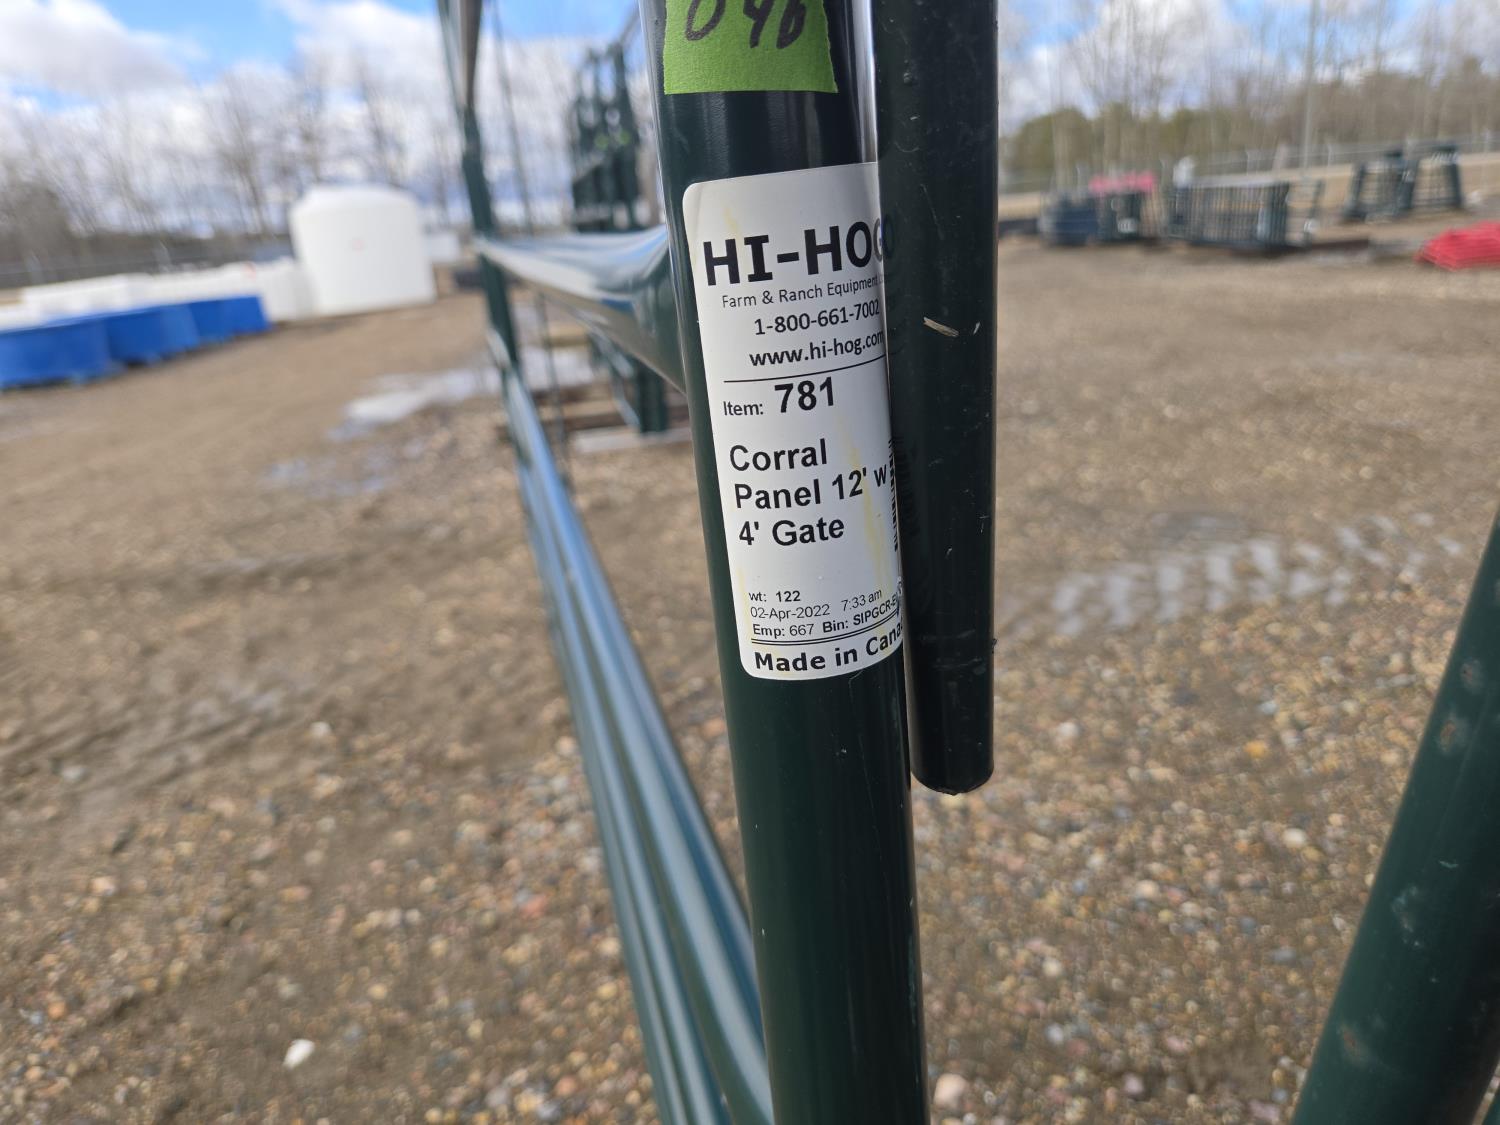 046
HI-HOG
Farm & Ranch Equipment
1-800-661-7002
www.hi-hog.com
Item: 781
Corral
Panel 12' w
4' Gate
wt: 122
02-Apr-2022 7:33 am
Emp: 667 Bin: SIPGCR-E
Made in Cana